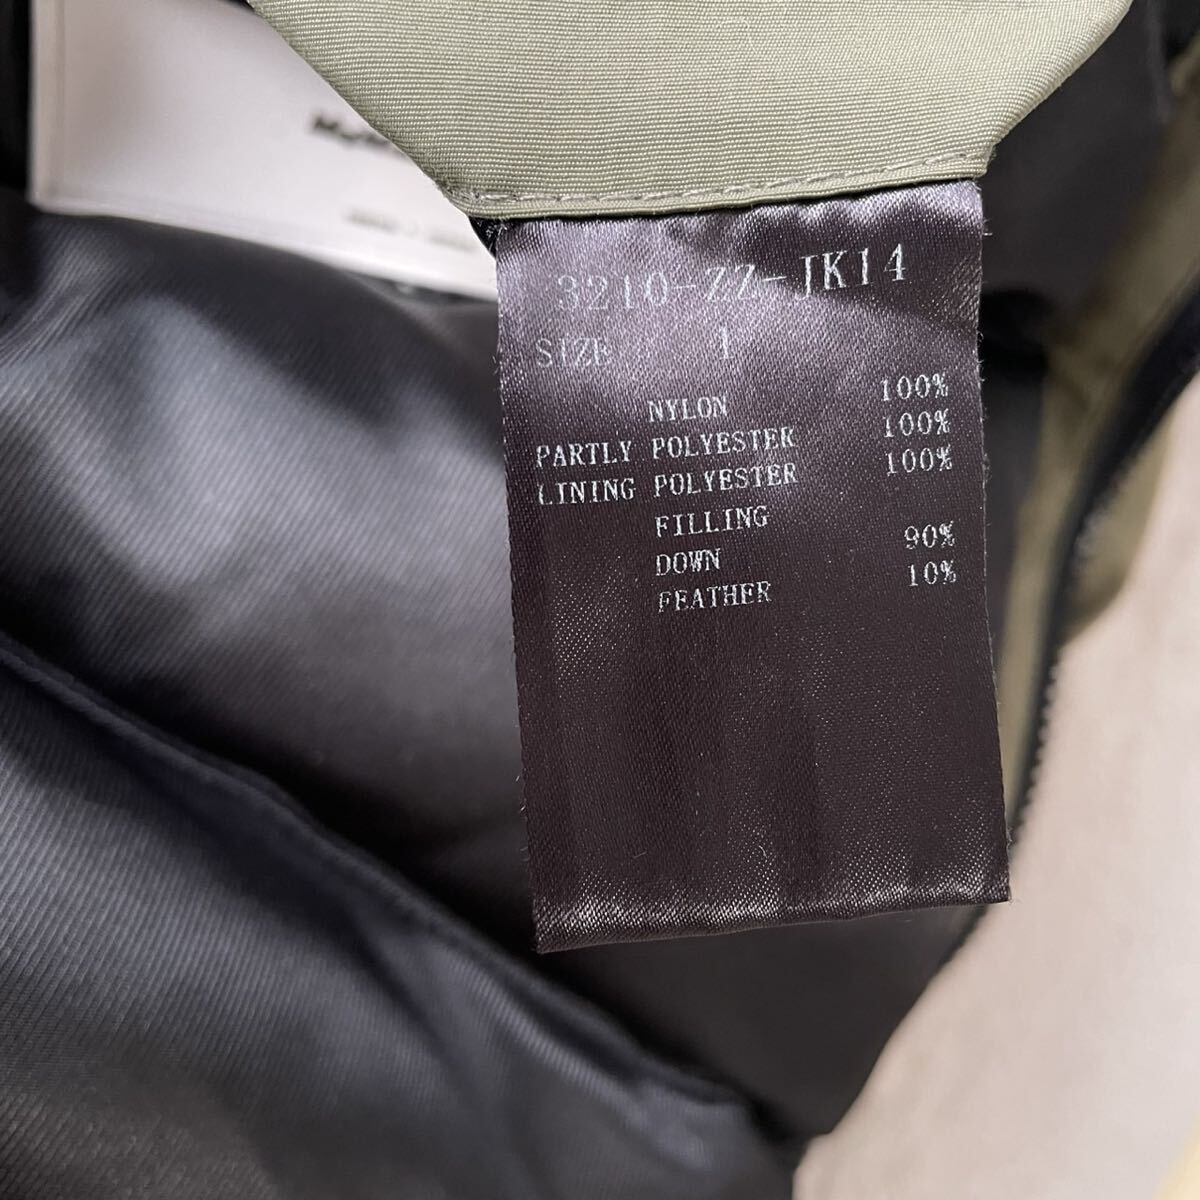 3210-ZZ-JK14
SIZE 1
NYLON 100%
PARTLY POLYESTER 100%
LINING POLYESTER 100%
FILLING
DOWN 90%
FEATHER 10%